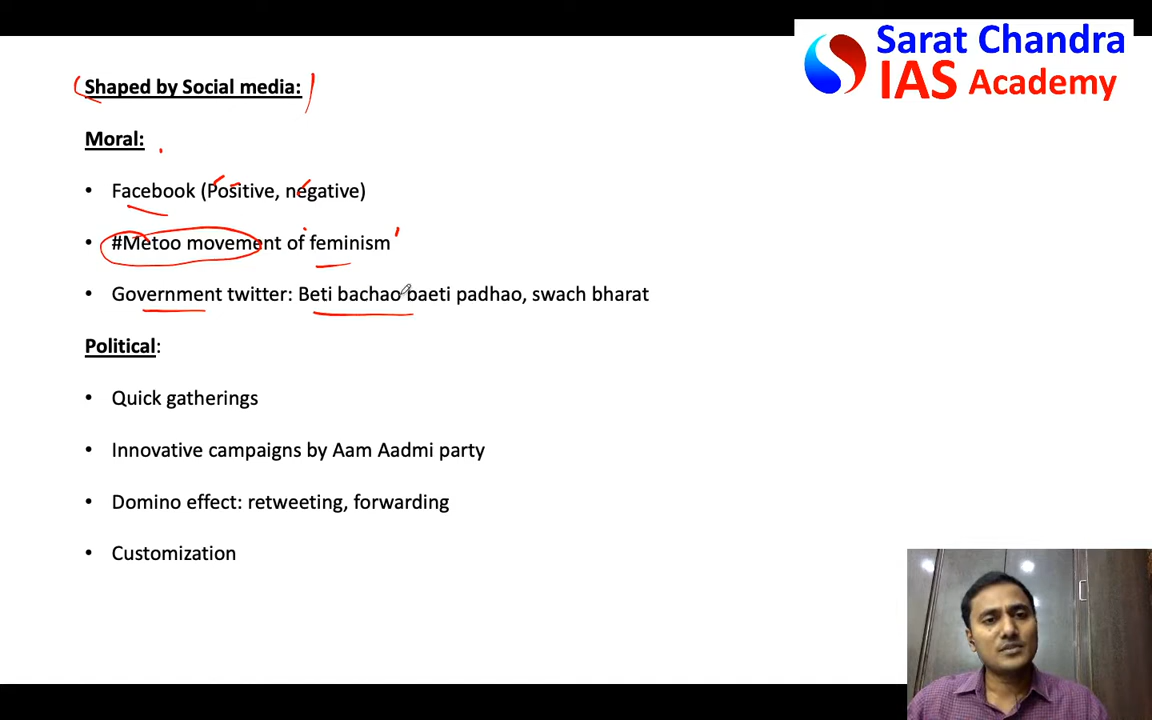 Sarat Chandra
IAS Academy
Shaped by Social media:
Moral:
• Facebook (Positive, negative)
• #Metoo movement of feminism
• Government twitter: Beti bachao baeti padhao, swach bharat
Political:
• Quick gatherings
• Innovative campaigns by Aam Aadmi party
• Domino effect: retweeting, forwarding
• Customization